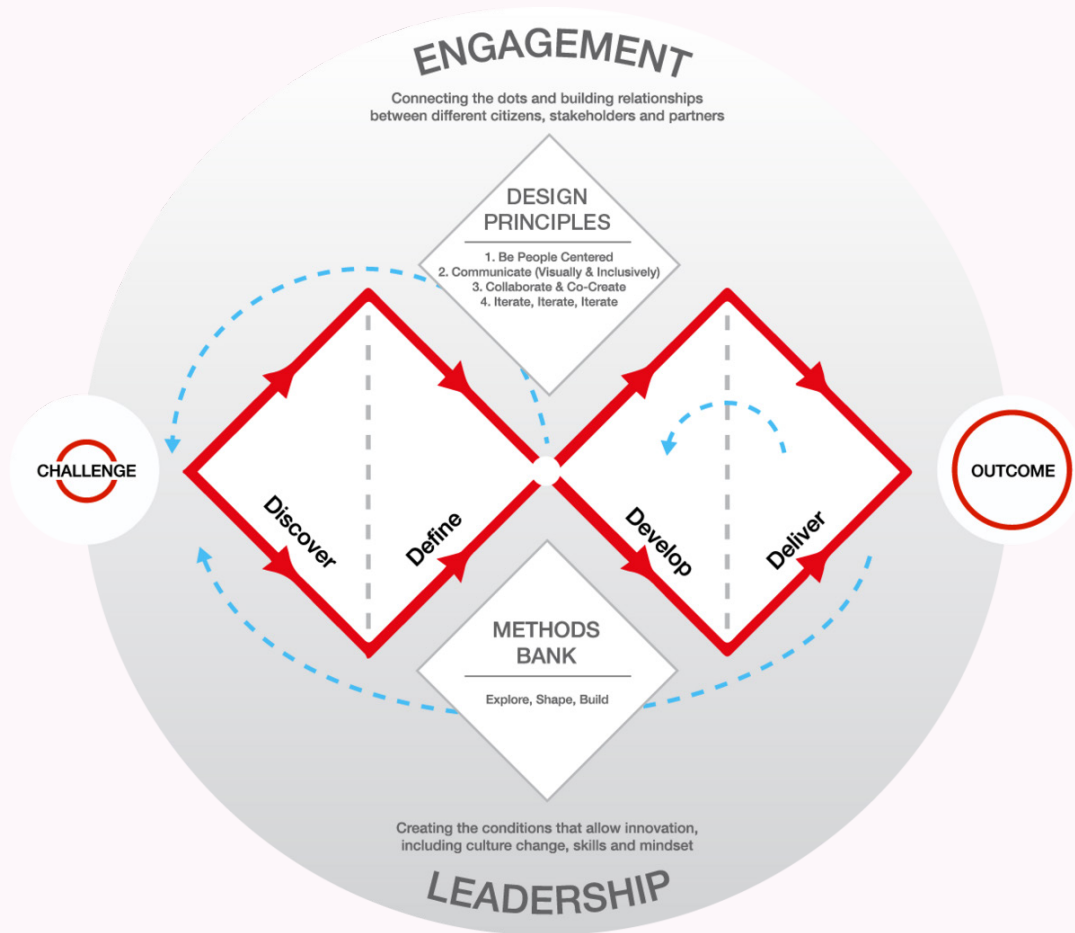 ENGAGEMENT
Connecting the dots and building relationships
between different citizens, stakeholders and partners
DESIGN
PRINCIPLES
1. Be People Centered
2. Communicate (Visually & Inclusively)
3. Collaborate & Co-Create
4. Iterate, Iterate, Iterate
CHALLENGE
OUTCOME
Discover
Define
Develop
Deliver
METHODS
BANK
Explore, Shape, Build
Creating the conditions that allow innovation,
including culture change, skills and mindset
LEADERSHIP